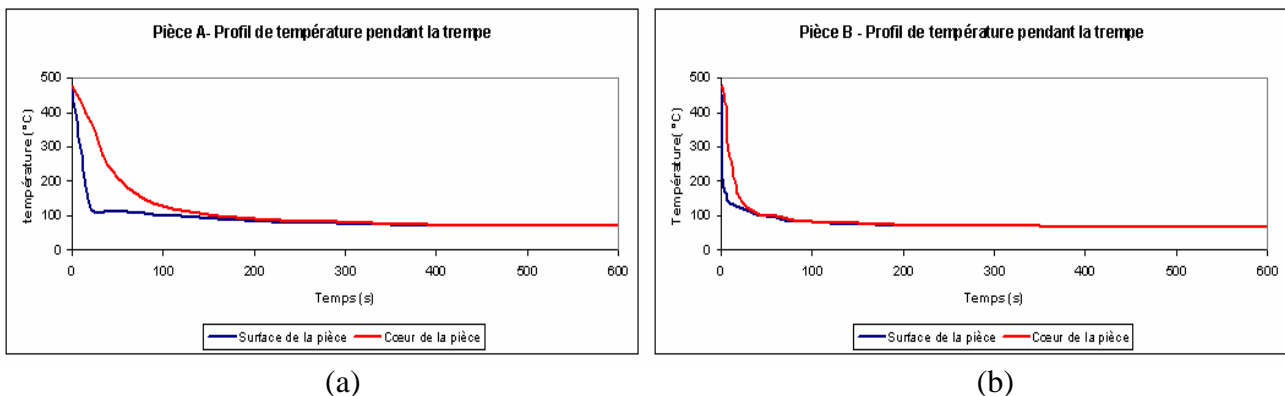 Pièce A- Profil de température pendant la trempe
500
400
300
200
100
0
température (°C)
0 100 200 300 400 500 600
Temps (s)
Surface de la pièce Cœur de la pièce
(a)
Pièce B - Profil de température pendant la trempe
500
400
300
200
100
0
Température (°C)
0 100 200 300 400 500 600
Temps (s)
Surface de la pièce Cœur de la pièce
(b)